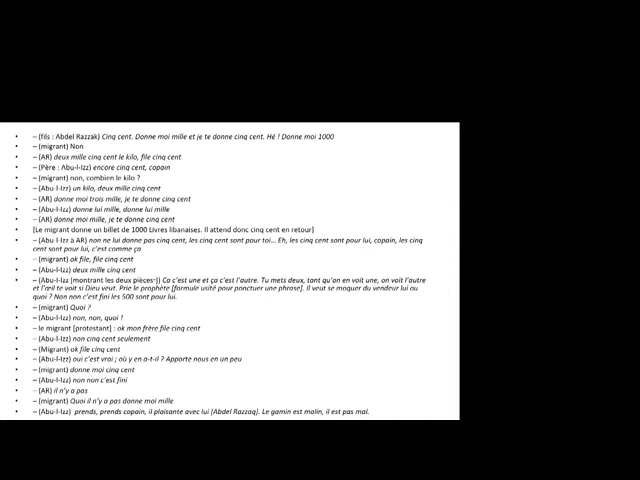 • – (fils : Abdel Razzak) Cinq cent. Donne moi mille et je te donne cinq cent. Hé ! Donne moi 1000
• – (migrant) Non
• – (AR) deux mille cinq cent le kilo, file cinq cent
• – (Père : Abu-l-Izz) encore cinq cent, copain
• – (migrant) non, combien le kilo ?
• – (Abu-l-Izz) un kilo, deux mille cinq cent
• – (AR) donne moi trois mille, je te donne cinq cent
• – (Abu-l-Izz) donne lui mille, donne lui mille
• – (AR) donne moi mille, je te donne cinq cent
• [Le migrant donne un billet de 1000 Livres libanaises. Il attend donc cinq cent en retour]
• – (Abu-l-Izz à AR) non ne lui donne pas cinq cent, les cinq cent sont pour toi... Eh, les cinq cent sont pour lui, copain, les cinq
cent sont pour lui, c'est comme ça
• – (migrant) ok file, file cinq cent
• – (Abu-l-Izz) deux mille cinq cent
• – (Abu-l-Izz [montrant les deux pièces]) Ca c'est une et ça c'est l'autre. Tu mets deux, tant qu'on en voit une, on voit l'autre
et l'œil te voit si Dieu veut. Prie le prophète [formule usité pour ponctuer une phrase]. Il veut se moquer du vendeur lui ou
quoi ? Non non c'est fini les 500 sont pour lui.
• – (migrant) Quoi ?
• – (Abu-l-Izz) non, non, quoi !
• – le migrant [protestant] : ok mon frère file cinq cent
• – (Abu-l-Izz) non cinq cent seulement
• – (Migrant) ok file cinq cent
• – (Abu-l-Izz) oui c'est vrai ; où y en a-t-il ? Apporte nous en un peu
• – (migrant) donne moi cinq cent
• – (Abu-l-Izz) non non c'est fini
• – (AR) il n'y a pas
• – (migrant) Quoi il n'y a pas donne moi mille
• – (Abu-l-Izz) prends, prends copain, il plaisante avec lui [Abdel Razzaq]. Le gamin est malin, il est pas mal.